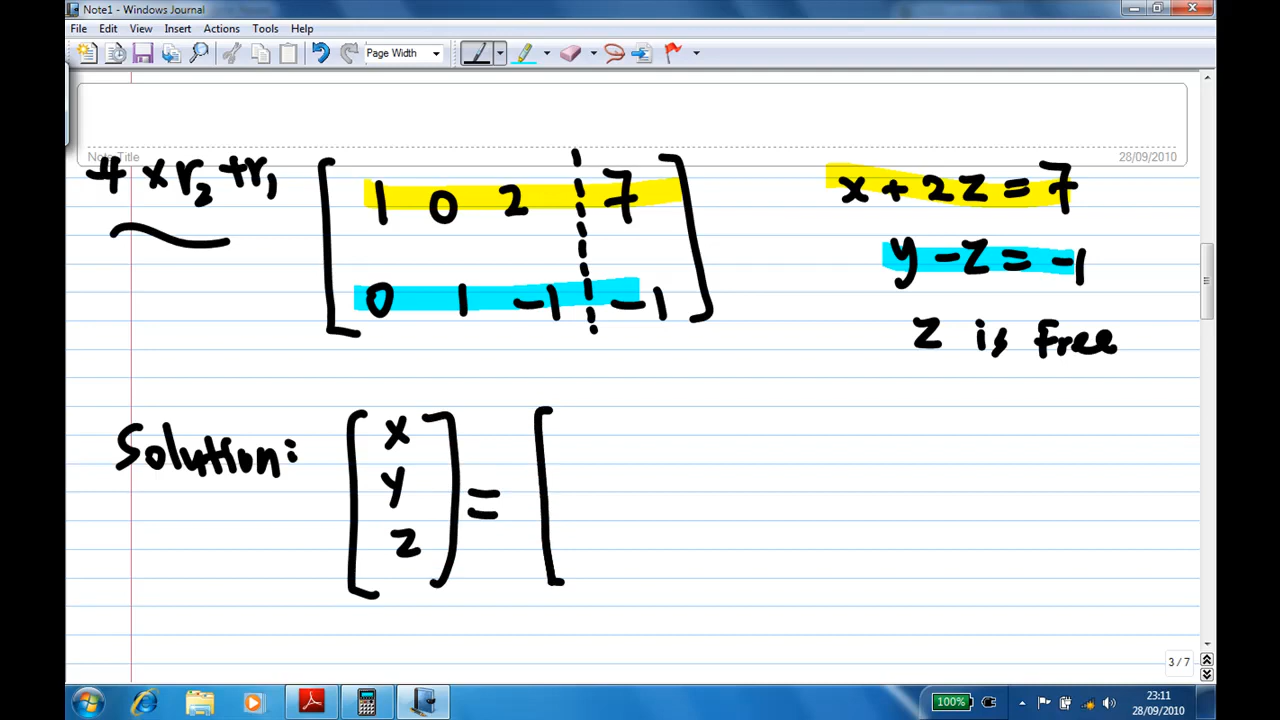 Note1 - Windows Journal
File Edit View Insert Actions Tools Help
Page Width
Note Title
28/09/2010
4 x r₂ + r₁
1 0 2 7
0 1 -1 -1
x + 2z = 7
y - z = -1
z is free
Solution:
x
y
z
=
3 / 7
100%
23:11
28/09/2010